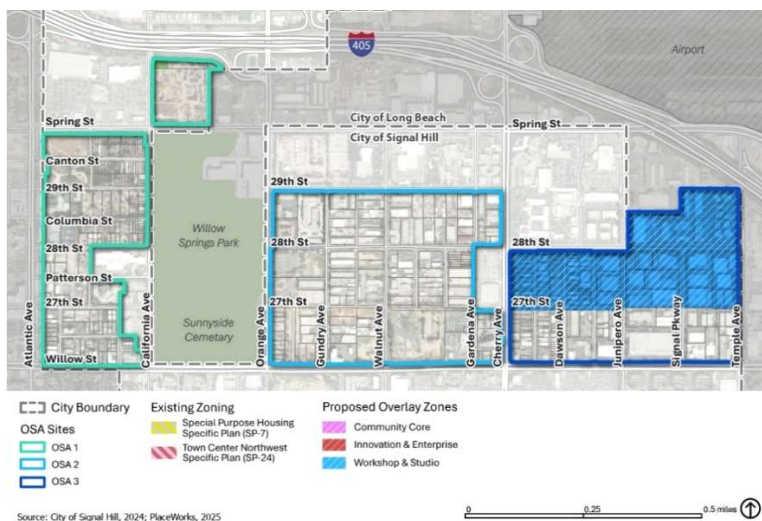 405
Airport
Spring St
City of Long Beach
Spring St
City of Signal Hill
Canton St
29th St
29th St
Willow
Springs Park
Columbia St
28th St
28th St
28th St
Patterson St
27th St
27th St
27th St
Sunnyside
Cemetery
Willow St
Atlantic Ave
California Ave
Orange Ave
Gundry Ave
Walnut Ave
Gardena Ave
Cherry Ave
Dawson Ave
Junipero Ave
Signal Pkway
Temple Ave
City Boundary
OSA Sites
OSA 1
OSA 2
OSA 3
Existing Zoning
Special Purpose Housing
Specific Plan (SP-7)
Town Center Northwest
Specific Plan (SP-24)
Proposed Overlay Zones
Community Core
Innovation & Enterprise
Workshop & Studio
Source: City of Signal Hill, 2024; PlaceWorks, 2025
0 0.25 0.5 miles